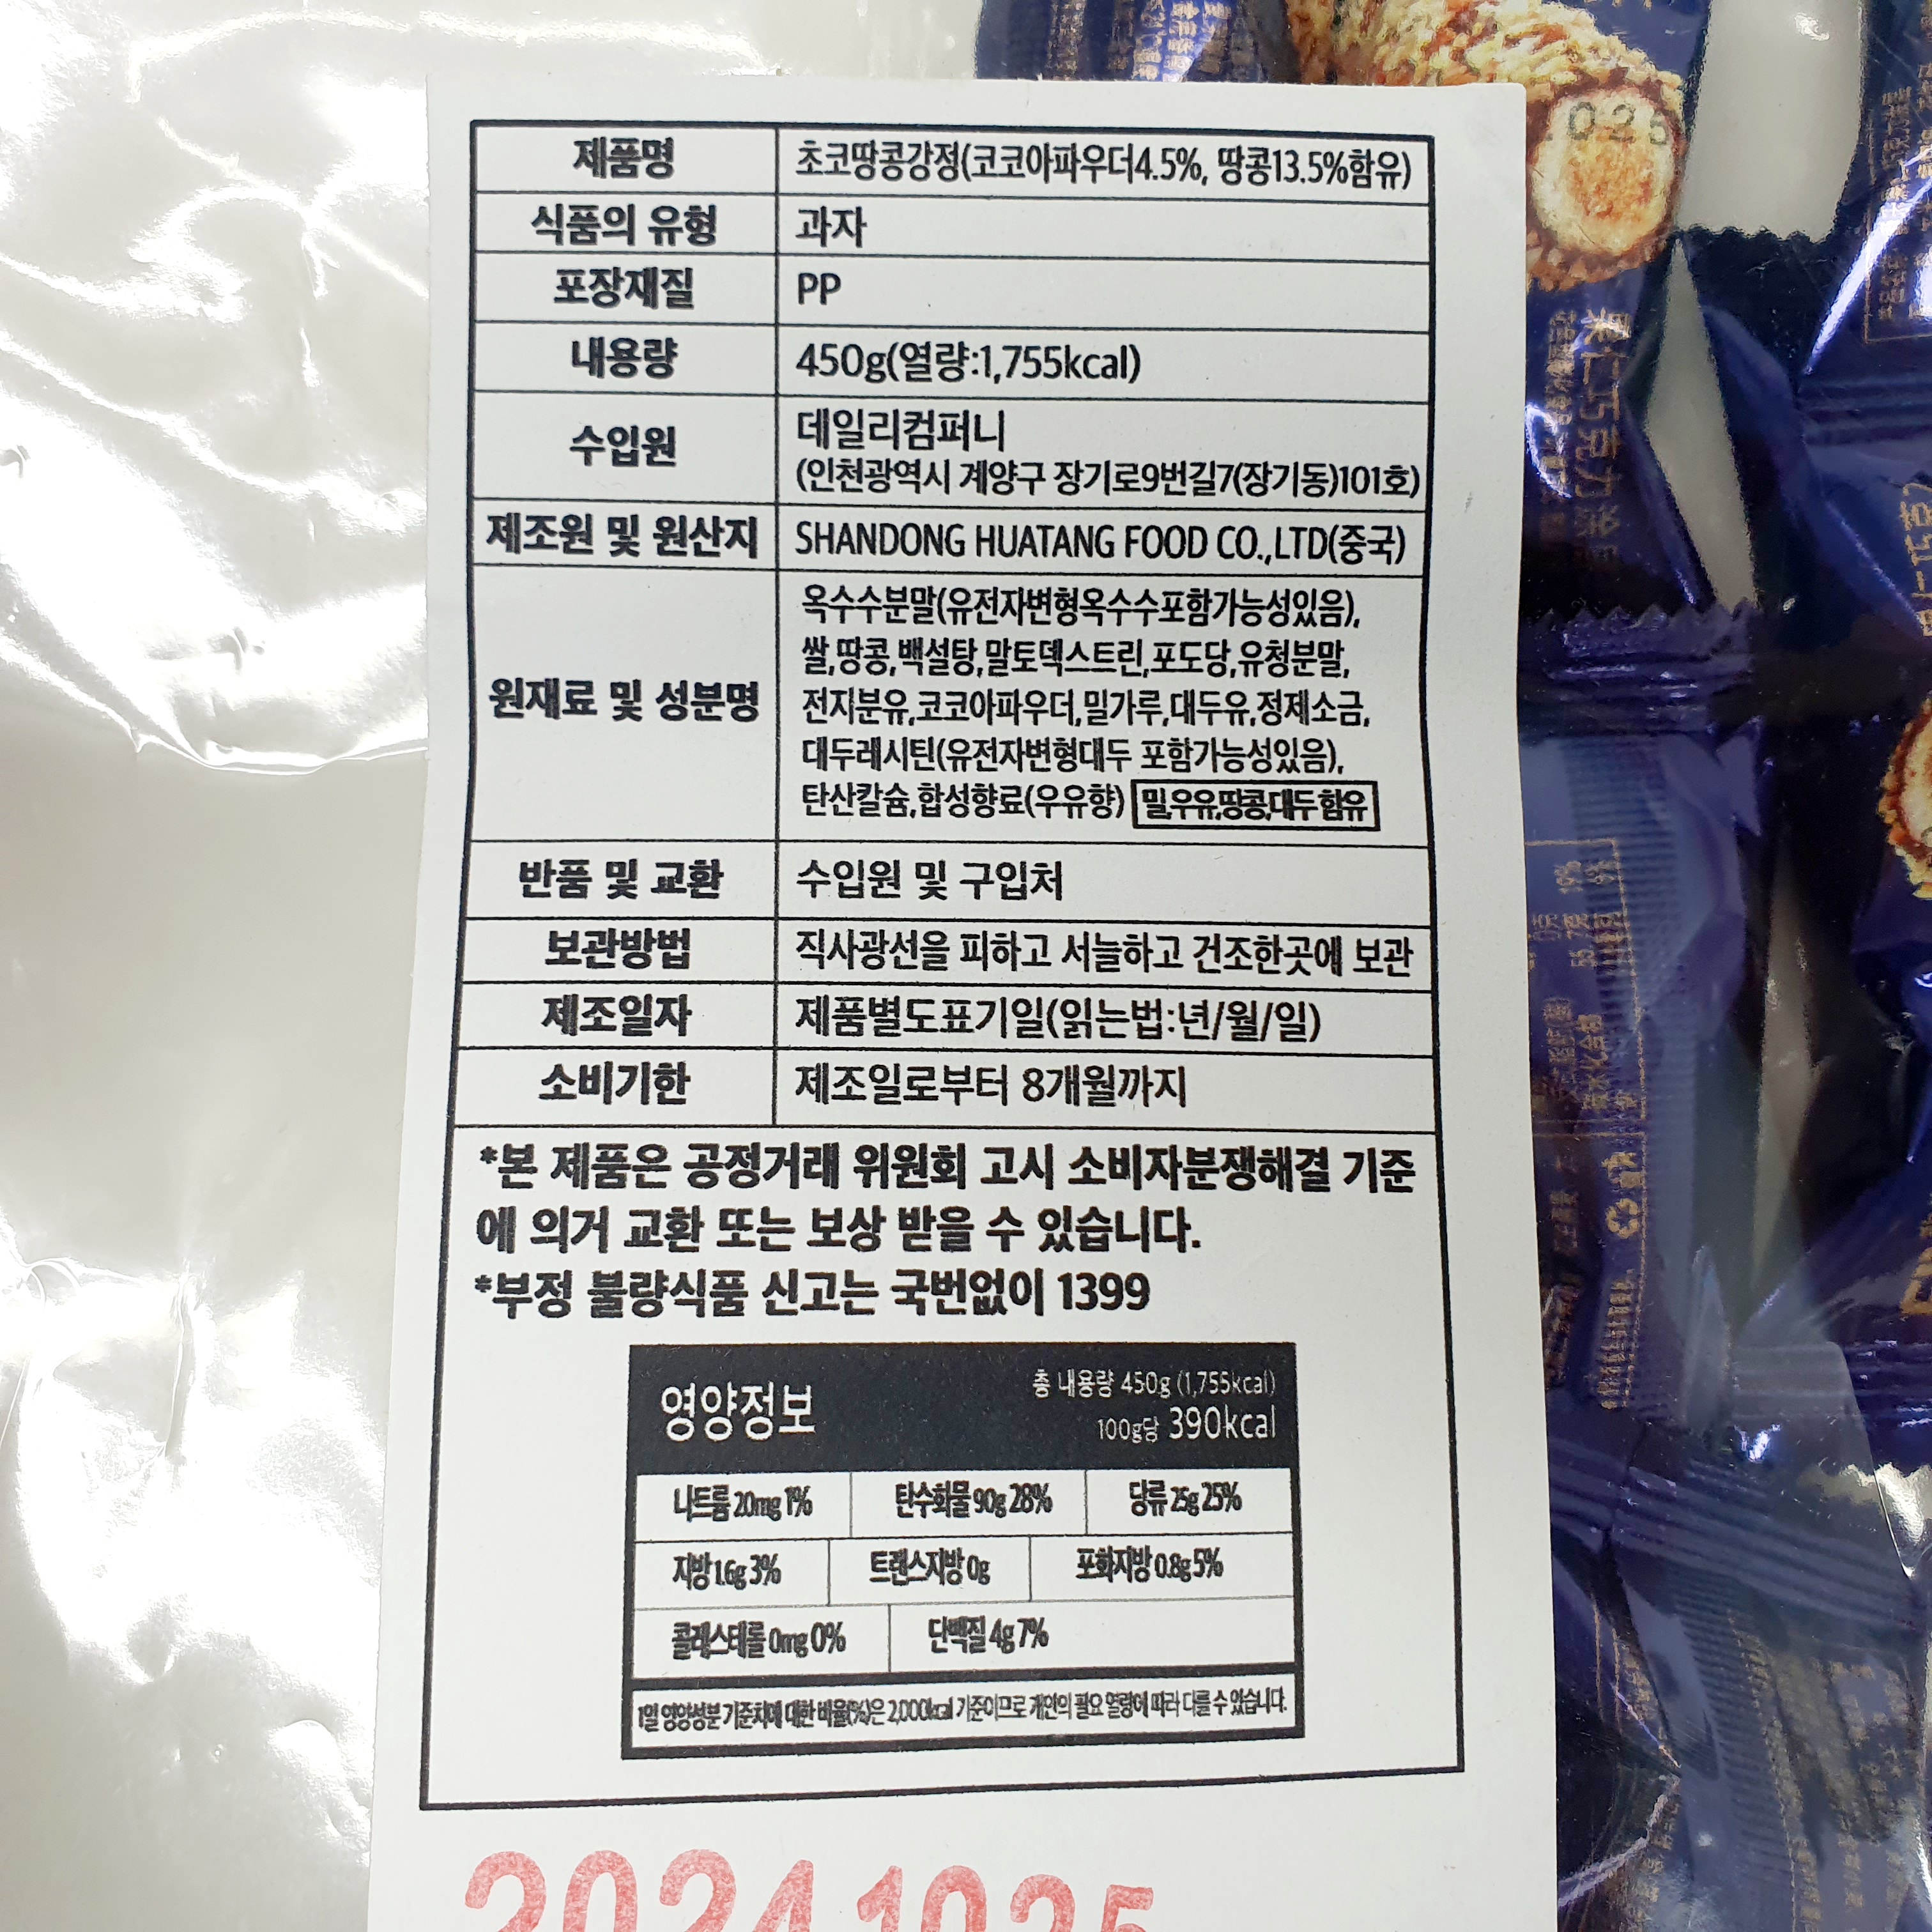 제품명 초코땅콩강정(코코아파우더4.5%, 땅콩13.5%함유)
식품의 유형 과자
포장재질 PP
내용량 450g(열량:1,755kcal)
수입원 데일리컴퍼니
(인천광역시 계양구 장기로9번길7(장기동)101호)
제조원 및 원산지 SHANDONG HUATANG FOOD CO.,LTD(중국)
원재료 및 성분명
옥수수분말(유전자변형옥수수포함가능성있음),
쌀,땅콩,백설탕,말토덱스트린,포도당,유청분말,
전지분유,코코아파우더,밀가루,대두유,정제소금,
대두레시틴(유전자변형대두 포함가능성있음),
탄산칼슘,합성향료(우유향) 밀,우유,땅콩,대두 함유
반품 및 교환 수입원 및 구입처
보관방법 직사광선을 피하고 서늘하고 건조한곳에 보관
제조일자 제품별도표기일(읽는법:년/월/일)
소비기한 제조일로부터 8개월까지
*본 제품은 공정거래 위원회 고시 소비자분쟁해결 기준
에 의거 교환 또는 보상 받을 수 있습니다.
*부정 불량식품 신고는 국번없이 1399
영양정보
총 내용량 450g (1,755kcal)
100g당 390kcal
나트륨 20mg 1% 탄수화물 90g 28% 당류 25g 25%
지방 1.6g 3% 트랜스지방 0g 포화지방 0.8g 5%
콜레스테롤 0mg 0% 단백질 4g 7%
1일 영양성분 기준치에 대한 비율(%)은 2,000kcal 기준이므로 개인의 필요 열량에 따라 다를 수 있습니다.
2024.10.25
025
果仁巧克力